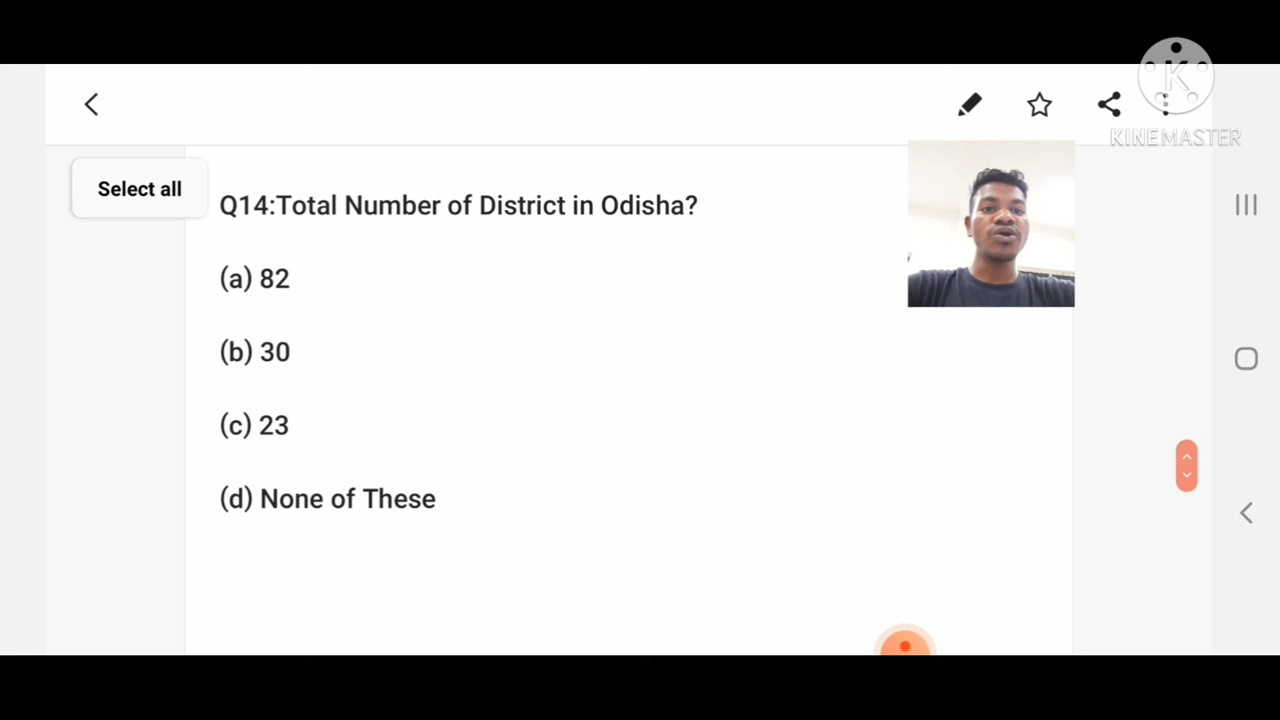 KINEMASTER
Select all
Q14:Total Number of District in Odisha?
(a) 82
(b) 30
(c) 23
(d) None of These